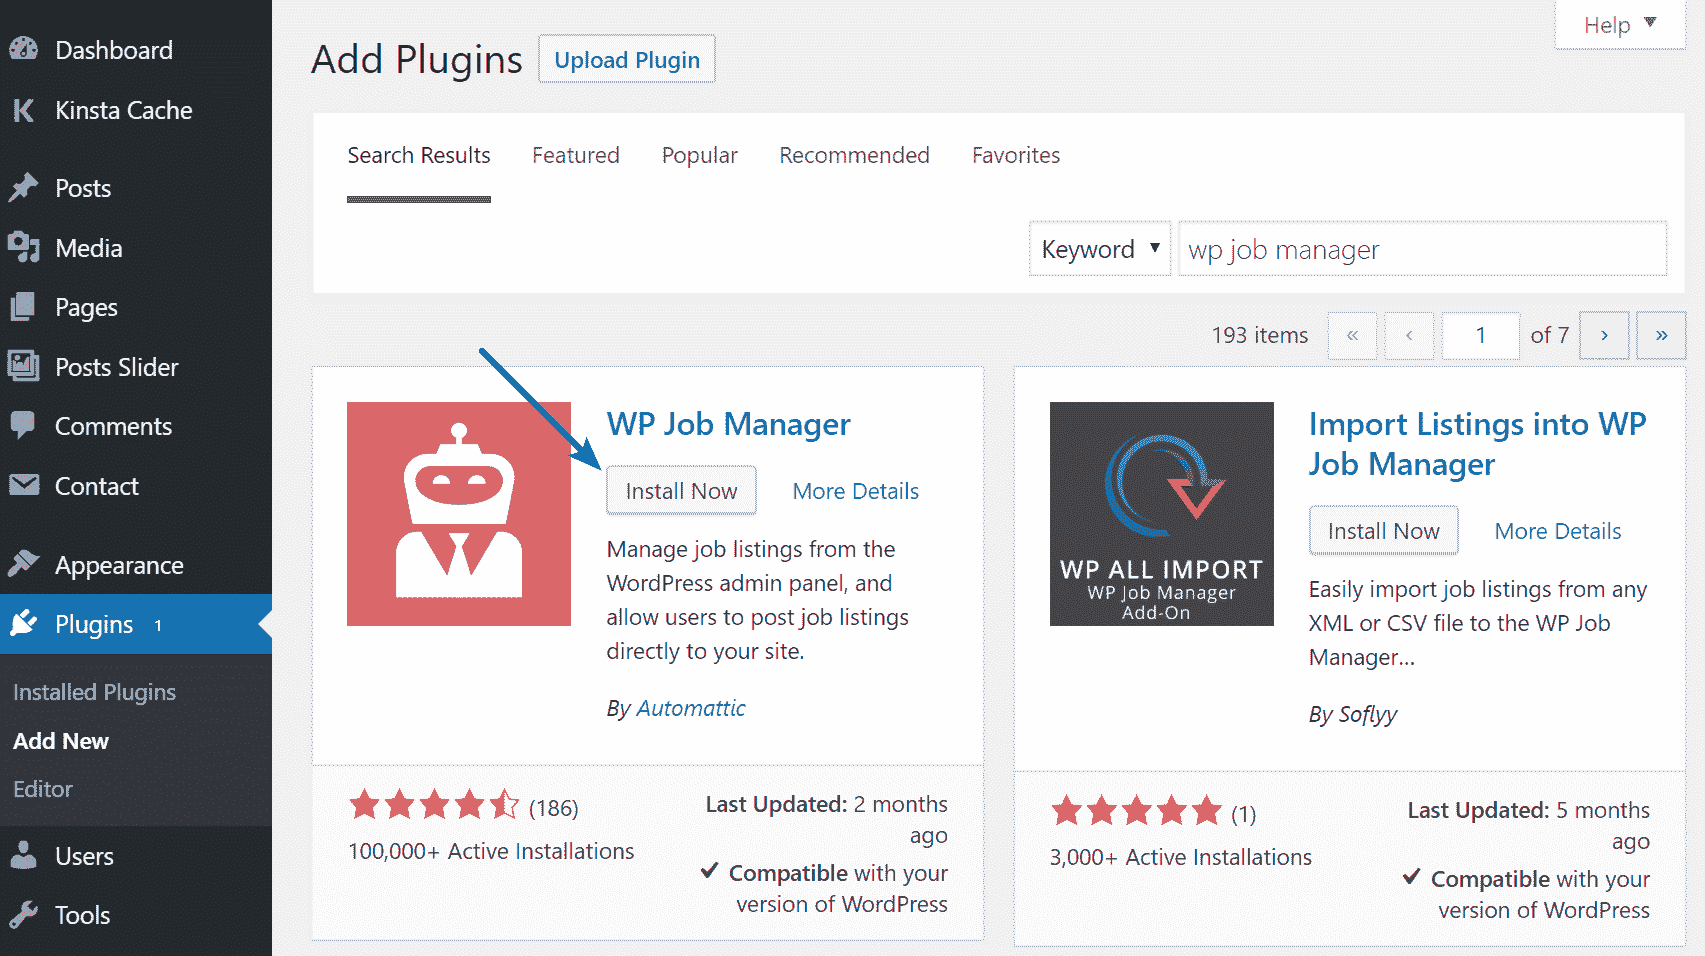 Dashboard
Kinsta Cache
Posts
Media
Pages
Posts Slider
Comments
Contact
Appearance
Plugins 1
Installed Plugins
Add New
Editor
Users
Tools
Help ▼
Add Plugins Upload Plugin
Search Results Featured Popular Recommended Favorites
Keyword ▼ wp job manager
193 items « ‹ 1 of 7 › »
WP Job Manager
Install Now More Details
Manage job listings from the
WordPress admin panel, and
allow users to post job listings
directly to your site.
By Automattic
(186)
100,000+ Active Installations
Last Updated: 2 months
ago
✔ Compatible with your
version of WordPress
WP ALL IMPORT
WP Job Manager
Add-On
Import Listings into WP
Job Manager
Install Now More Details
Easily import job listings from any
XML or CSV file to the WP Job
Manager...
By Soflyy
(1)
3,000+ Active Installations
Last Updated: 5 months
ago
✔ Compatible with your
version of WordPress